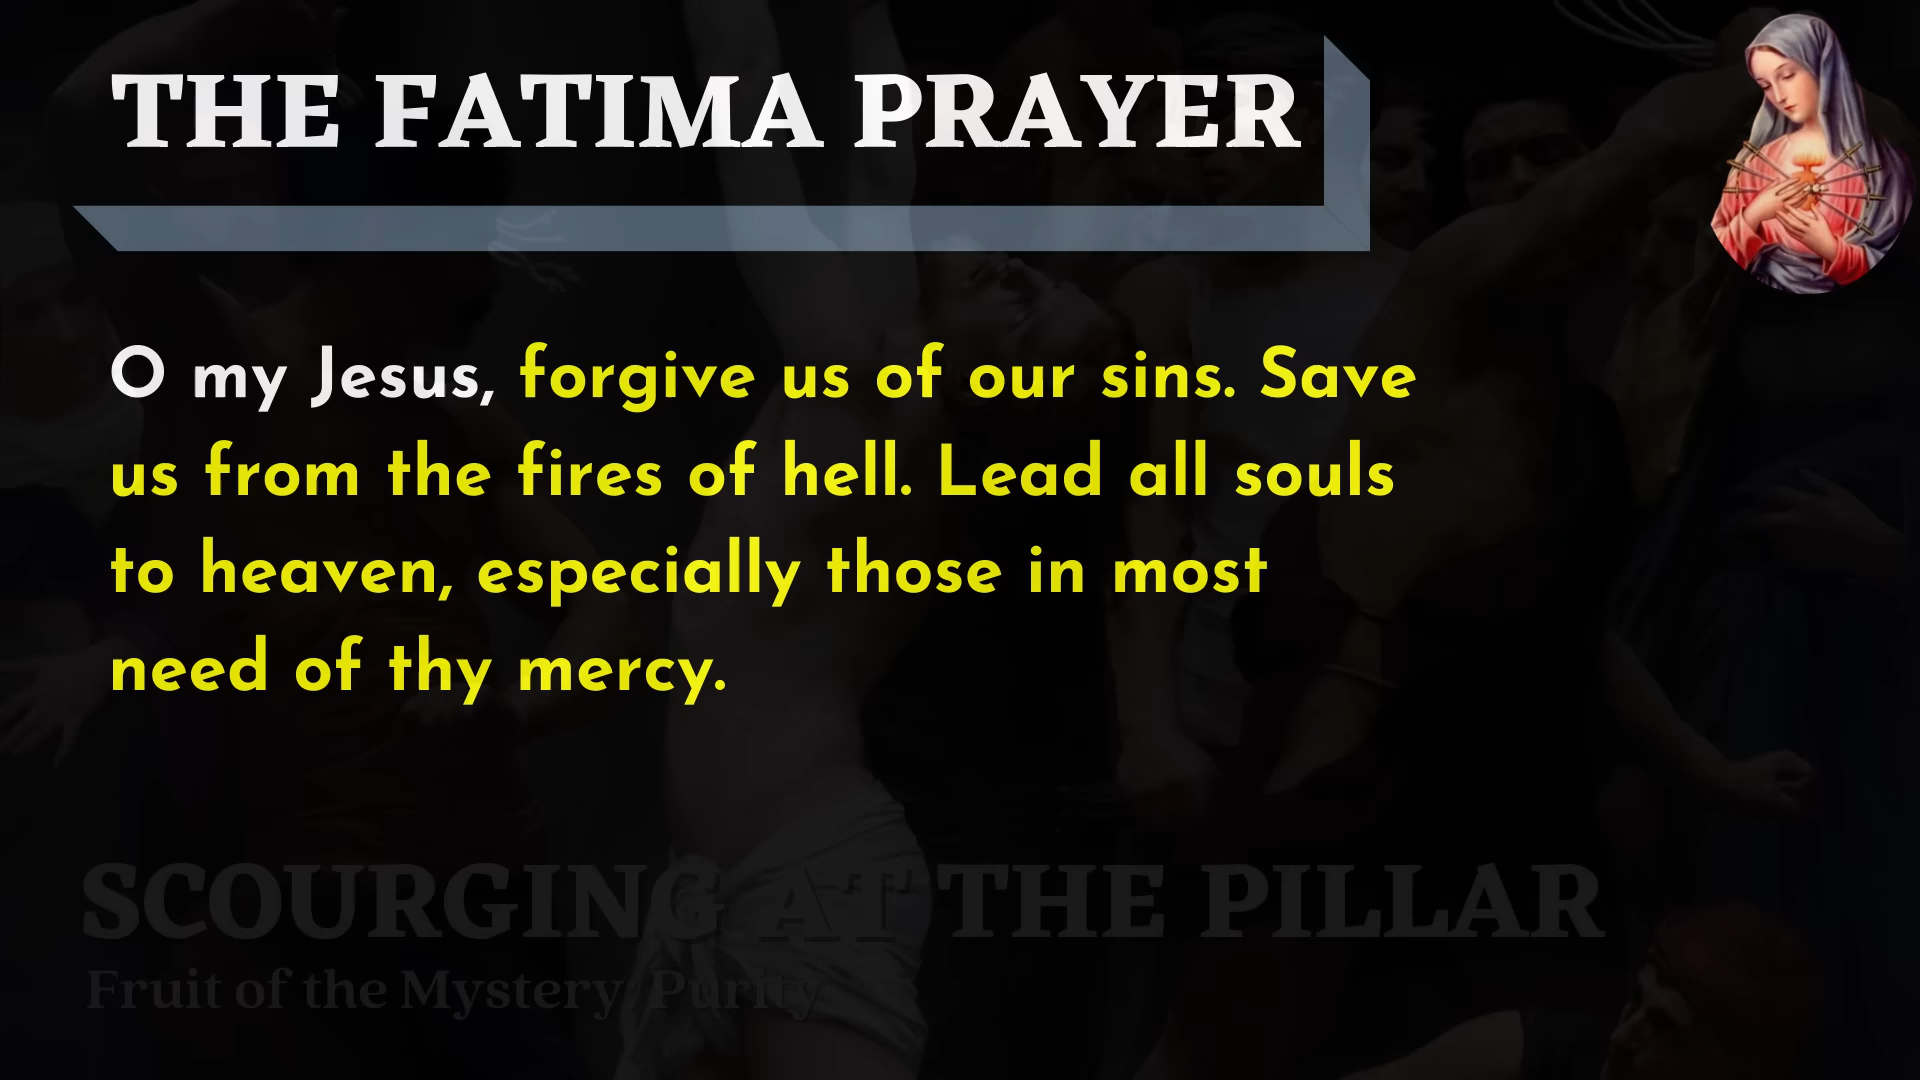 THE FATIMA PRAYER
O my Jesus, forgive us of our sins. Save
us from the fires of hell. Lead all souls
to heaven, especially those in most
need of thy mercy.
SCOURGING AT THE PILLAR
Fruit of the Mystery: Purity